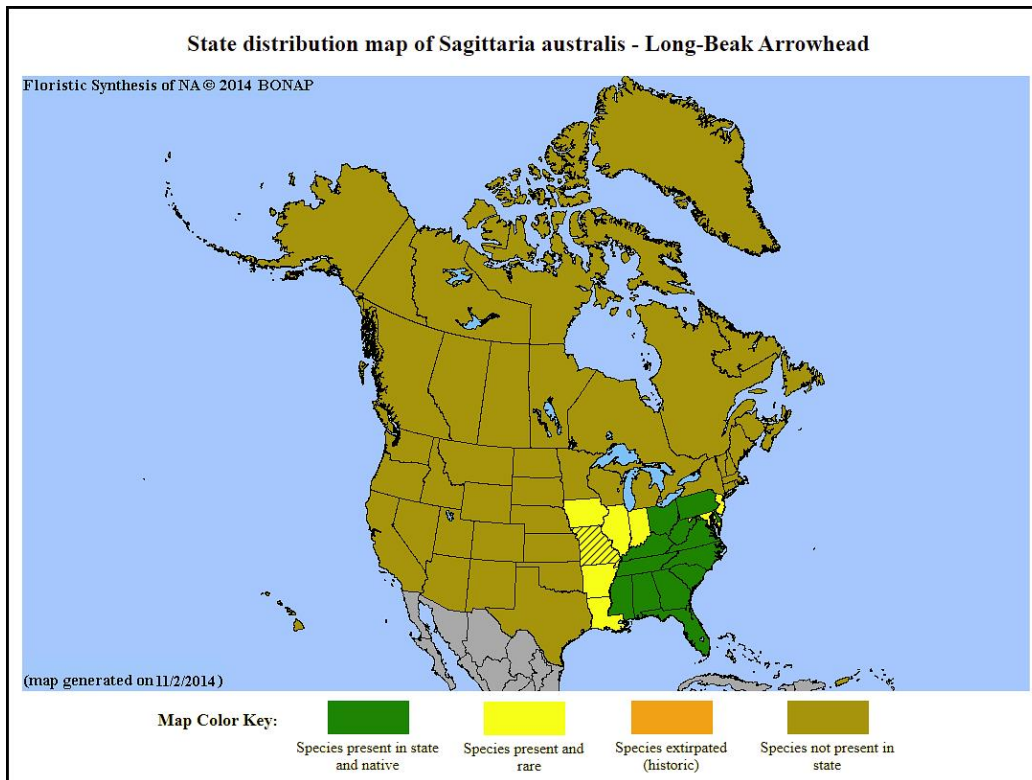 State distribution map of Sagittaria australis - Long-Beak Arrowhead
Floristic Synthesis of NA © 2014 BONAP
(map generated on 11/2/2014)
Map Color Key:
Species present in state
and native
Species present and
rare
Species extirpated
(historic)
Species not present in
state